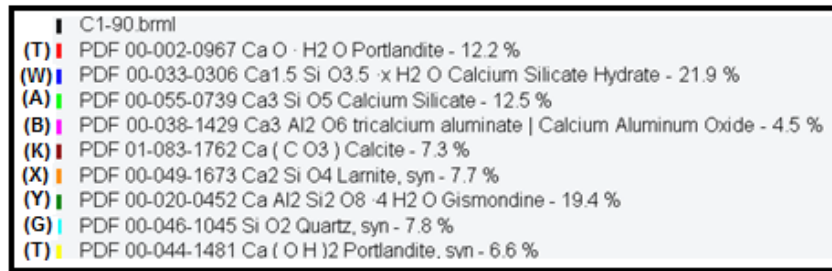 C1-90.brml
(T) PDF 00-002-0967 Ca O · H2 O Portlandite - 12.2 %
(W) PDF 00-033-0306 Ca1.5 Si O3.5 ·x H2 O Calcium Silicate Hydrate - 21.9 %
(A) PDF 00-055-0739 Ca3 Si O5 Calcium Silicate - 12.5 %
(B) PDF 00-038-1429 Ca3 Al2 O6 tricalcium aluminate | Calcium Aluminum Oxide - 4.5 %
(K) PDF 01-083-1762 Ca ( C O3 ) Calcite - 7.3 %
(X) PDF 00-049-1673 Ca2 Si O4 Larnite, syn - 7.7 %
(Y) PDF 00-020-0452 Ca Al2 Si2 O8 ·4 H2 O Gismondine - 19.4 %
(G) PDF 00-046-1045 Si O2 Quartz, syn - 7.8 %
(T) PDF 00-044-1481 Ca ( O H )2 Portlandite, syn - 6.6 %